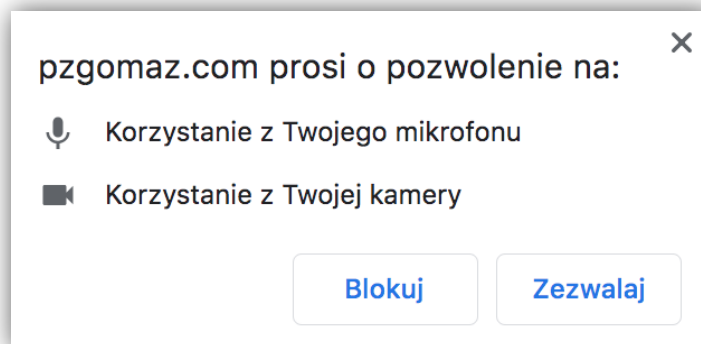 pzgomaz.com prosi o pozwolenie na:
Korzystanie z Twojego mikrofonu
Korzystanie z Twojej kamery
Blokuj
Zezwalaj